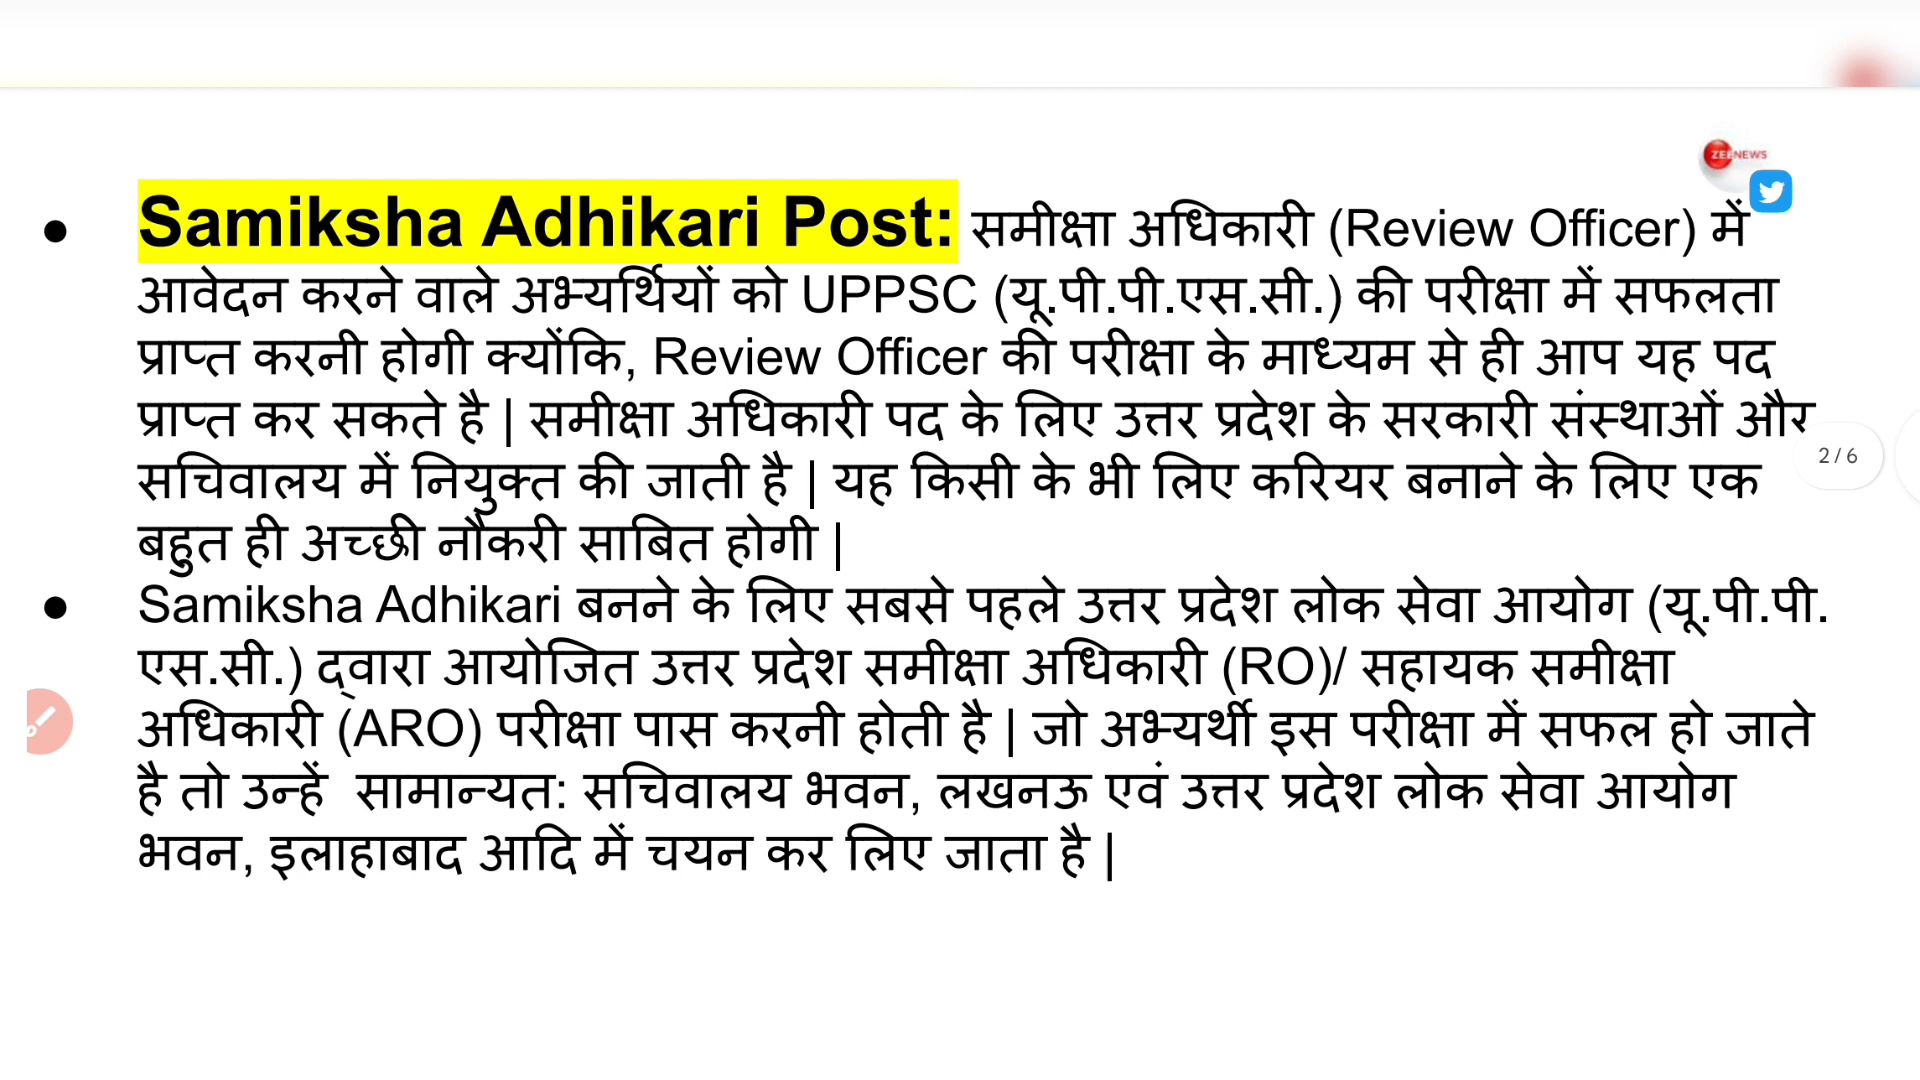 ZEE NEWS
Samiksha Adhikari Post: समीक्षा अधिकारी (Review Officer) में
आवेदन करने वाले अभ्यर्थियों को UPPSC (यू.पी.पी.एस.सी.) की परीक्षा में सफलता
प्राप्त करनी होगी क्योंकि, Review Officer की परीक्षा के माध्यम से ही आप यह पद
प्राप्त कर सकते है | समीक्षा अधिकारी पद के लिए उत्तर प्रदेश के सरकारी संस्थाओं और
2 / 6
सचिवालय में नियुक्त की जाती है | यह किसी के भी लिए करियर बनाने के लिए एक
बहुत ही अच्छी नौकरी साबित होगी |
Samiksha Adhikari बनने के लिए सबसे पहले उत्तर प्रदेश लोक सेवा आयोग (यू.पी.पी.
एस.सी.) द्वारा आयोजित उत्तर प्रदेश समीक्षा अधिकारी (RO)/ सहायक समीक्षा
अधिकारी (ARO) परीक्षा पास करनी होती है | जो अभ्यर्थी इस परीक्षा में सफल हो जाते
है तो उन्हें  सामान्यत: सचिवालय भवन, लखनऊ एवं उत्तर प्रदेश लोक सेवा आयोग
भवन, इलाहाबाद आदि में चयन कर लिए जाता है |